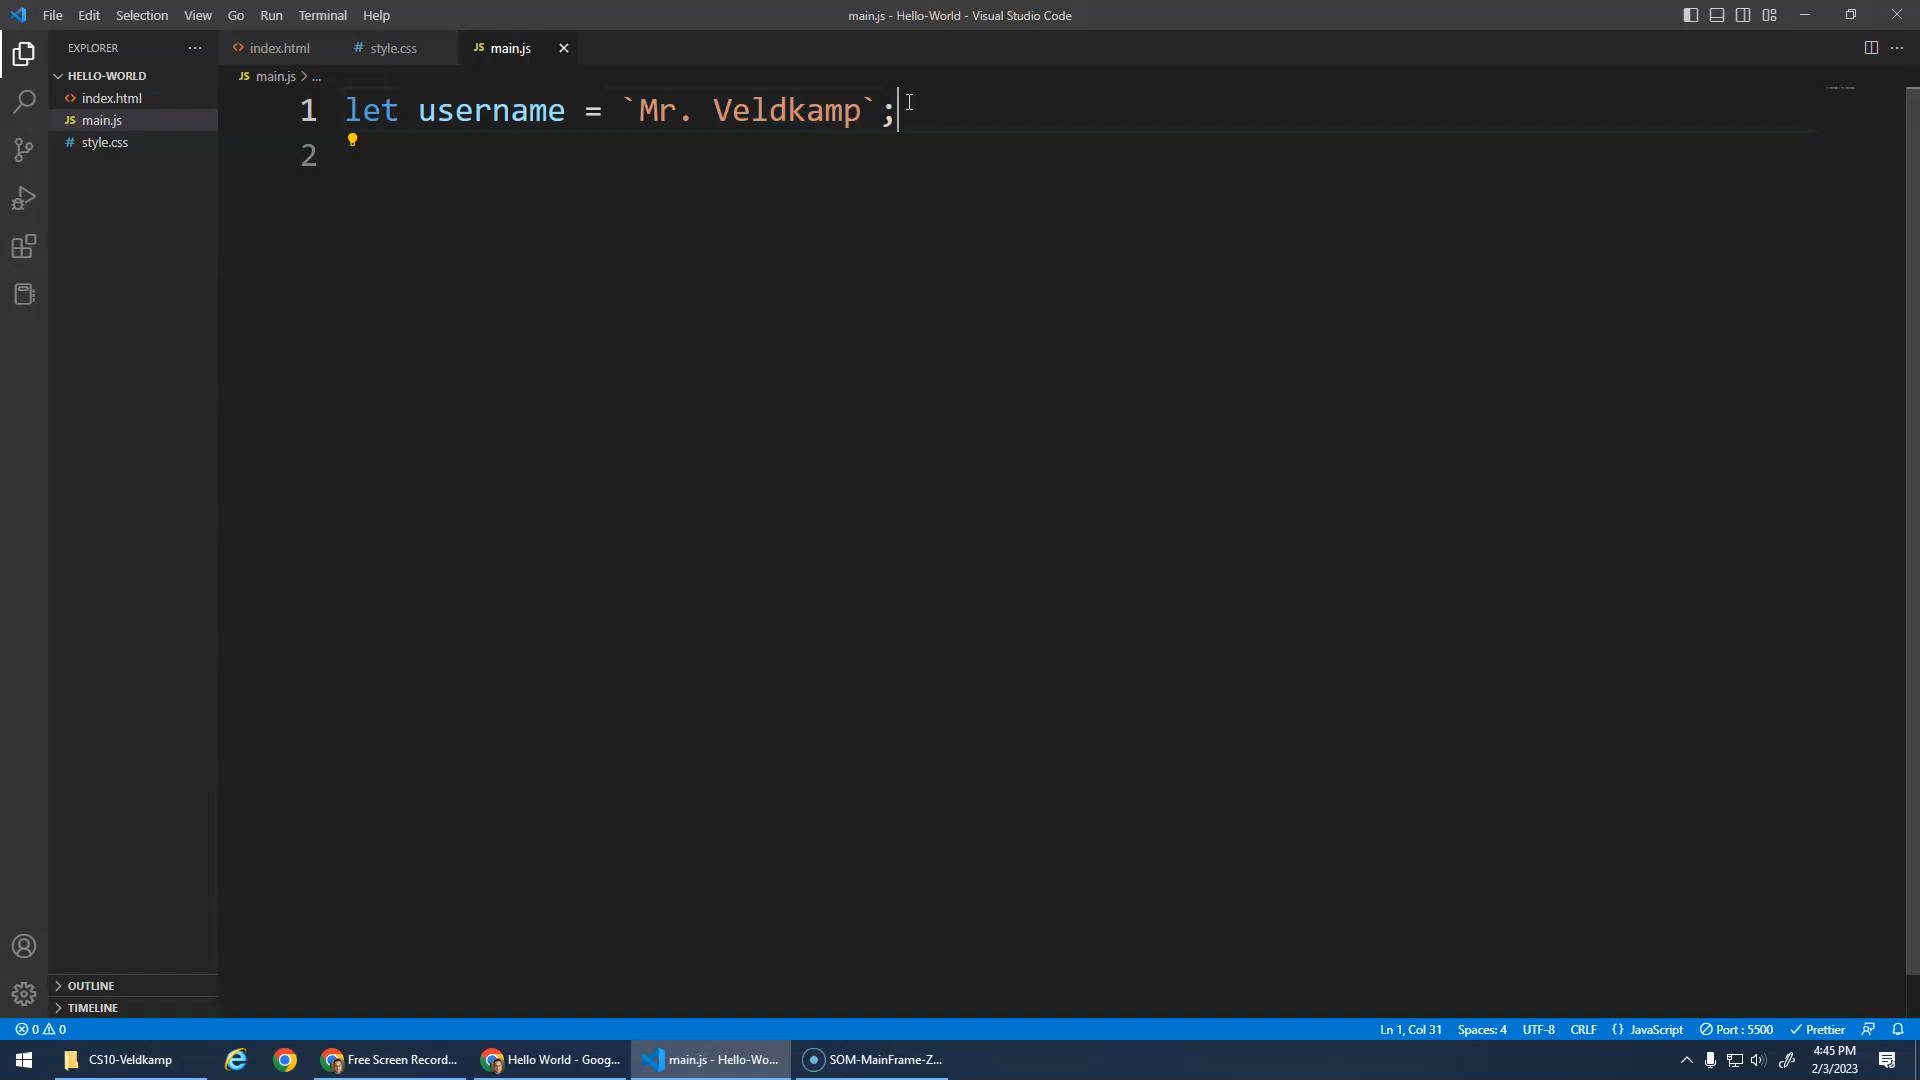 File Edit Selection View Go Run Terminal Help
main.js - Hello-World - Visual Studio Code
EXPLORER
index.html
style.css
JS main.js
HELLO-WORLD
index.html
JS main.js
# style.css
JS main.js > ...
1 let username = `Mr. Veldkamp`;
2
OUTLINE
TIMELINE
0 0
Ln 1, Col 31 Spaces: 4 UTF-8 CRLF {} JavaScript Port : 5500 Prettier
CS10-Veldkamp
Free Screen Record...
Hello World - Goog...
main.js - Hello-Wo...
SOM-MainFrame-Z...
4:45 PM
2/3/2023